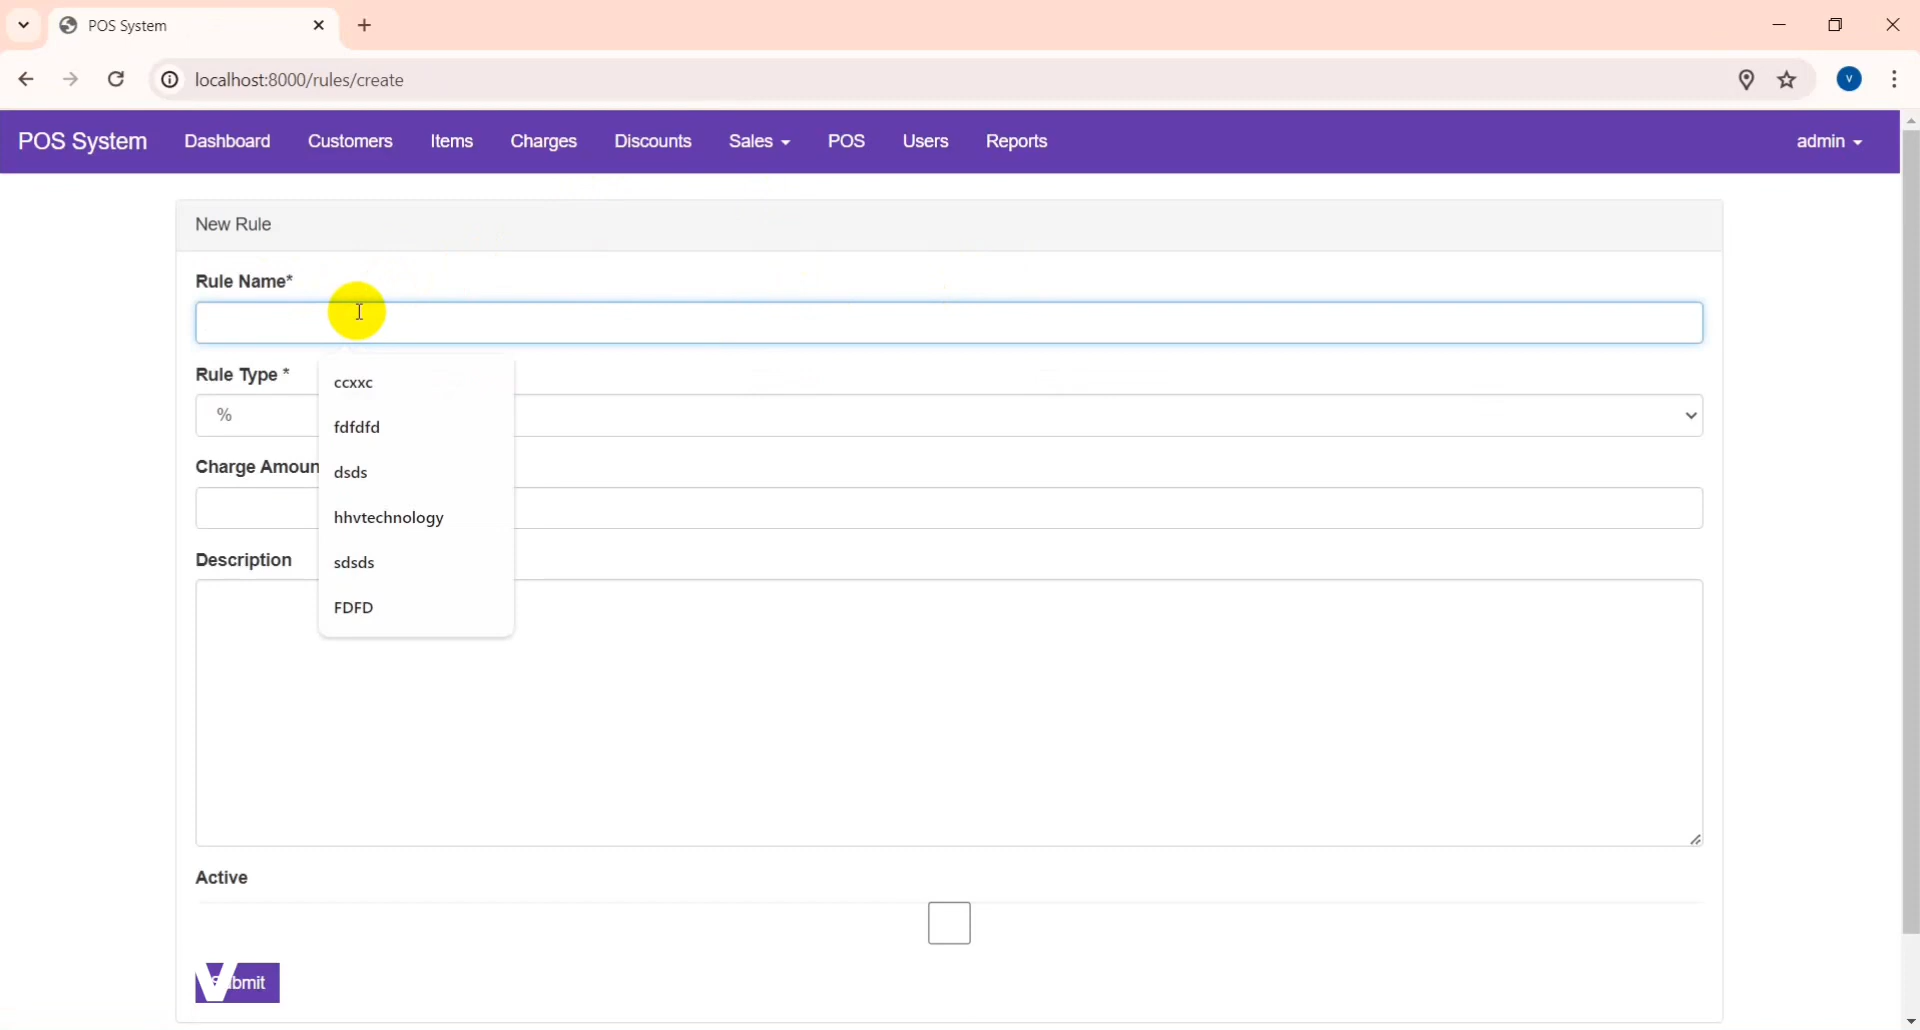 POS System
localhost:8000/rules/create
V
POS System Dashboard Customers Items Charges Discounts Sales POS Users Reports admin
New Rule
Rule Name*
ccxxc
Rule Type *
%
fdfdfd
Charge Amoun
dsds
hhvtechnology
Description
sdsds
FDFD
Active
V
bmit